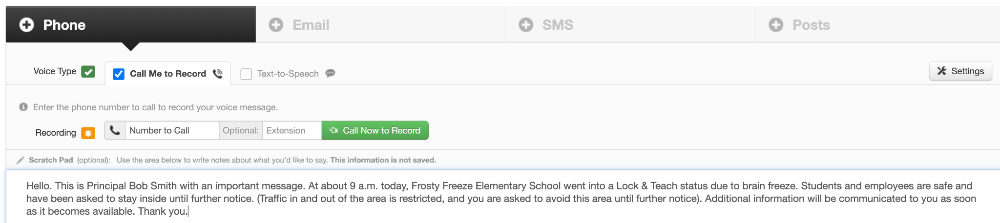 Phone Email SMS Posts
Voice Type Call Me to Record Text-to-Speech Settings
Enter the phone number to call to record your voice message.
Recording Number to Call Optional: Extension Call Now to Record
Scratch Pad (optional): Use the area below to write notes about what you'd like to say. This information is not saved.
Hello. This is Principal Bob Smith with an important message. At about 9 a.m. today, Frosty Freeze Elementary School went into a Lock & Teach status due to brain freeze. Students and employees are safe and
have been asked to stay inside until further notice. (Traffic in and out of the area is restricted, and you are asked to avoid this area until further notice). Additional information will be communicated to you as soon
as it becomes available. Thank you.